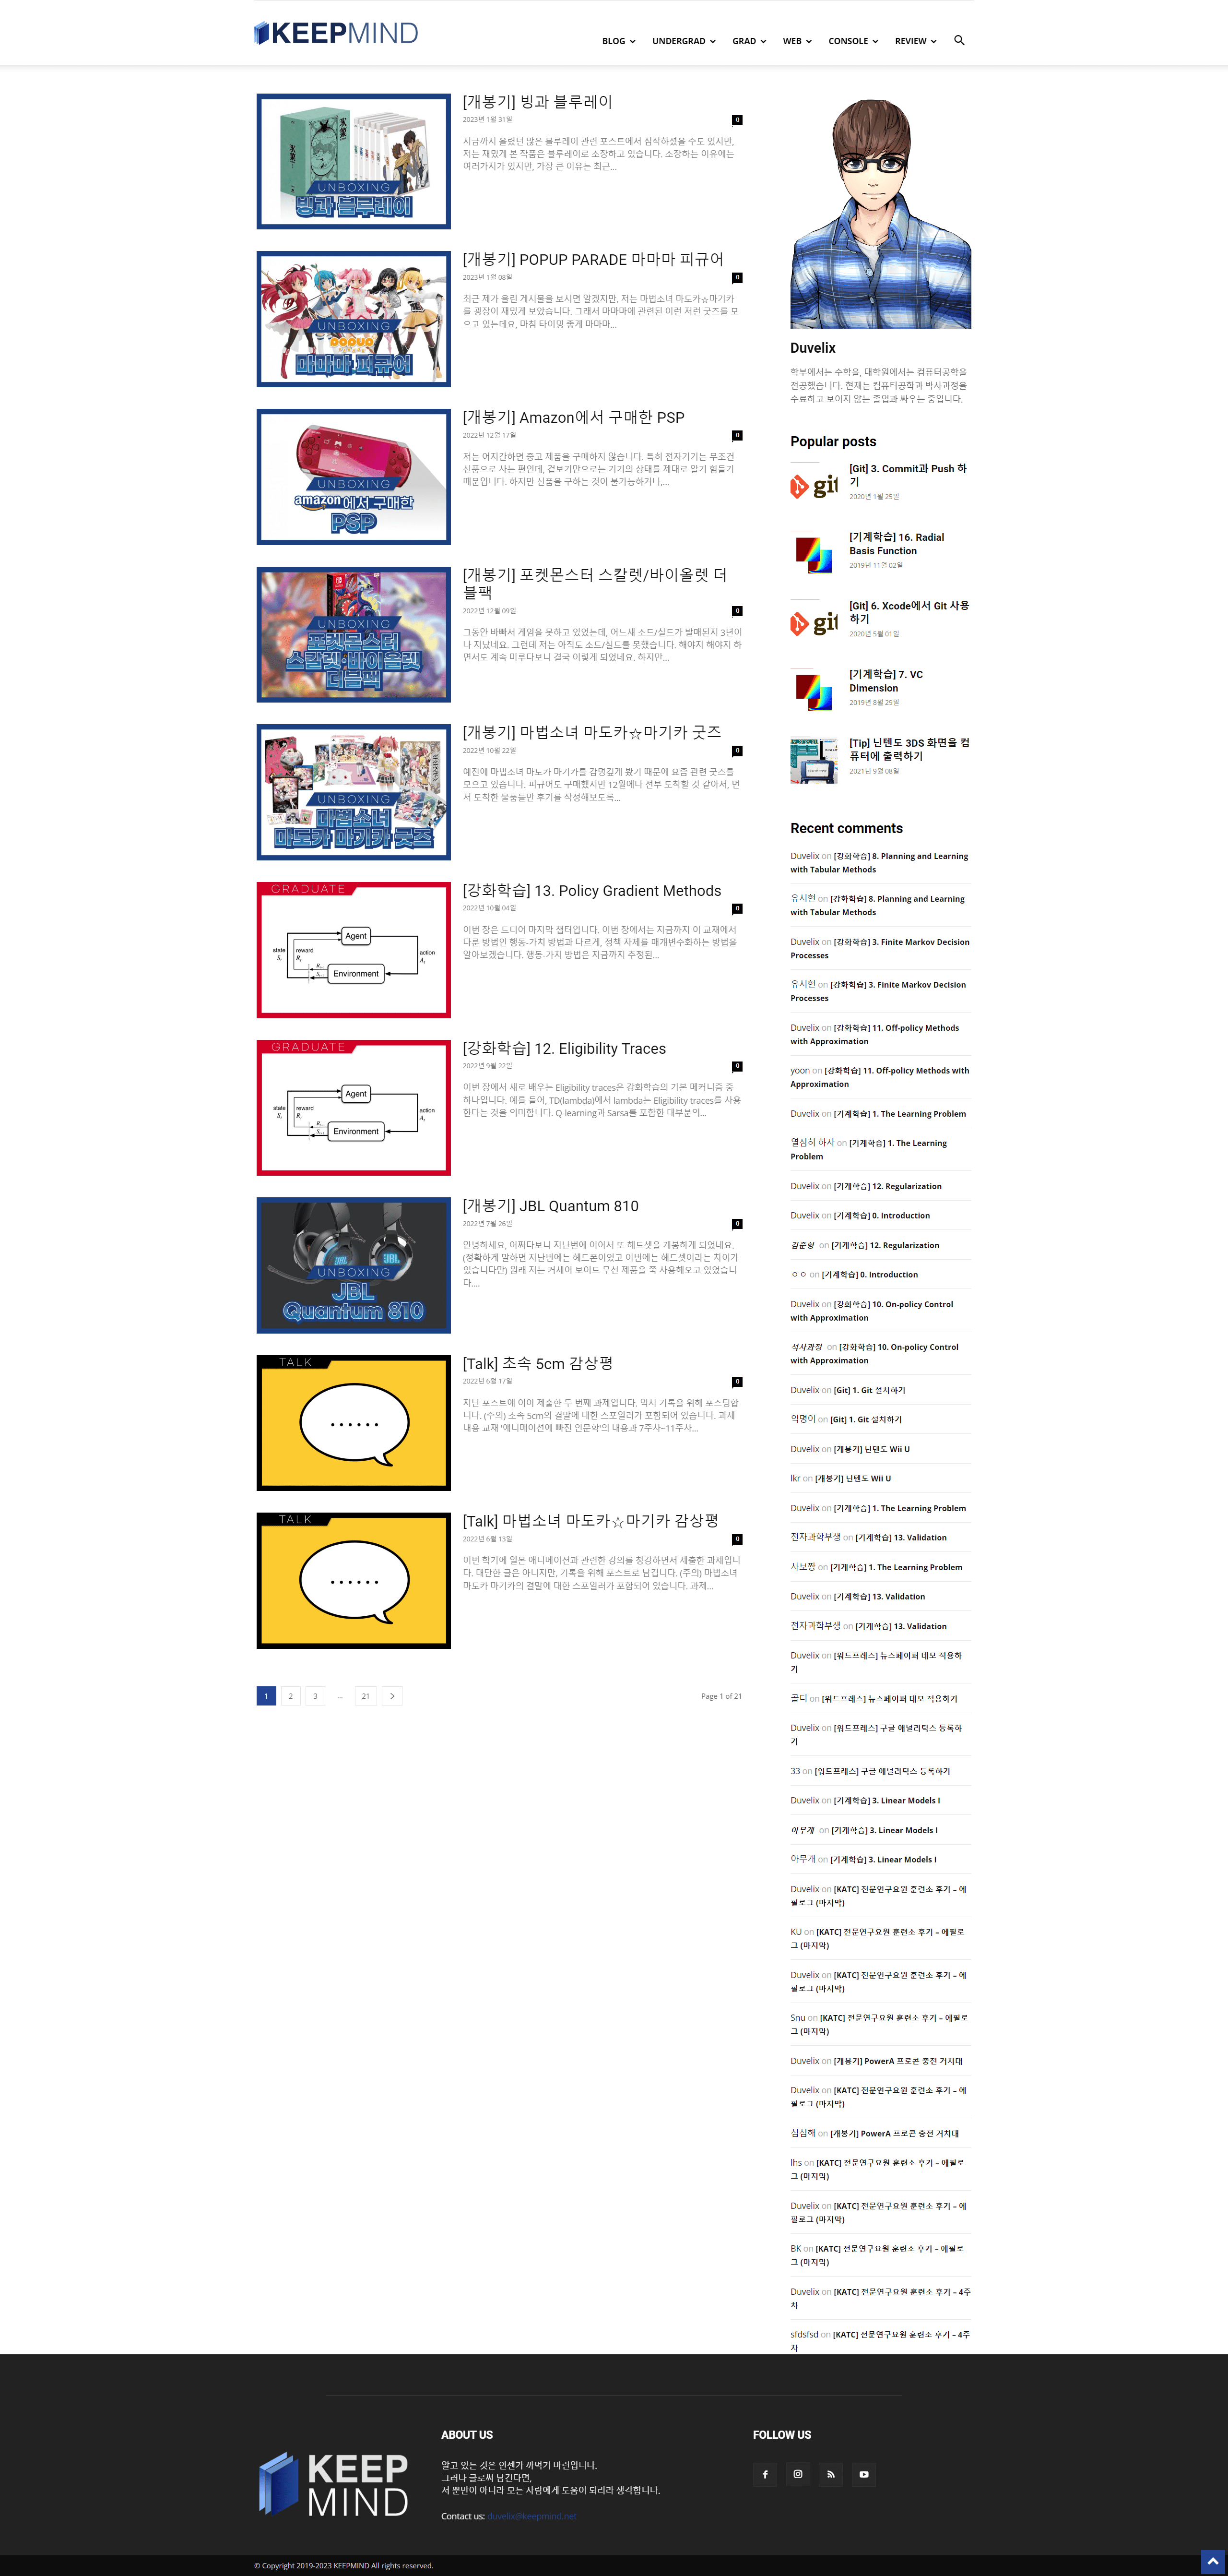 KEEPMIND
BLOG
UNDERGRAD
GRAD
WEB
CONSOLE
REVIEW
UNBOXING
빙과 블루레이
[개봉기] 빙과 블루레이
2023년 1월 31일
0
지금까지 올렸던 많은 블루레이 관련 포스트에서 짐작하셨을 수도 있지만,
저는 재밌게 본 작품은 블루레이로 소장하고 있습니다. 소장하는 이유에는
여러가지가 있지만, 가장 큰 이유는 최근...
UNBOXING
POPUP
마마마 피규어
[개봉기] POPUP PARADE 마마마 피규어
2023년 1월 08일
0
최근 제가 올린 게시물을 보시면 알겠지만, 저는 마법소녀 마도카☆마기카
를 굉장이 재밌게 보았습니다. 그래서 마마마에 관련된 이런 저런 굿즈를 모
으고 있는데요, 마침 타이밍 좋게 마마마...
UNBOXING
amazon에서 구매한
PSP
[개봉기] Amazon에서 구매한 PSP
2022년 12월 17일
0
저는 어지간하면 중고 제품을 구매하지 않습니다. 특히 전자기기는 무조건
신품으로 사는 편인데, 겉보기만으로는 기기의 상태를 제대로 알기 힘들기
때문입니다. 하지만 신품을 구하는 것이 불가능하거나,...
UNBOXING
포켓몬스터
스칼렛·바이올렛
더블팩
[개봉기] 포켓몬스터 스칼렛/바이올렛 더
블팩
2022년 12월 09일
0
그동안 바빠서 게임을 못하고 있었는데, 어느새 소드/실드가 발매된지 3년이
나 지났네요. 그런데 저는 아직도 소드/실드를 못했습니다. 해야지 해야지 하
면서도 계속 미루다보니 결국 이렇게 되었네요. 하지만...
UNBOXING
마법소녀
마도카 마기카 굿즈
[개봉기] 마법소녀 마도카☆마기카 굿즈
2022년 10월 22일
0
예전에 마법소녀 마도카 마기카를 감명깊게 봤기 때문에 요즘 관련 굿즈를
모으고 있습니다. 피규어도 구매했지만 12월에나 전부 도착할 것 같아서, 먼
저 도착한 물품들만 후기를 작성해보도록...
GRADUATE
Agent
state
reward
action
Environment
[강화학습] 13. Policy Gradient Methods
2022년 10월 04일
0
이번 장은 드디어 마지막 챕터입니다. 이번 장에서는 지금까지 이 교재에서
다룬 방법인 행동-가치 방법과 다르게, 정책 자체를 매개변수화하는 방법을
알아보겠습니다. 행동-가치 방법은 지금까지 추정된...
GRADUATE
Agent
state
reward
action
Environment
[강화학습] 12. Eligibility Traces
2022년 9월 22일
0
이번 장에서 새로 배우는 Eligibility traces은 강화학습의 기본 메커니즘 중
하나입니다. 예를 들어, TD(lambda)에서 lambda는 Eligibility traces를 사용
한다는 것을 의미합니다. Q-learning과 Sarsa를 포함한 대부분의...
UNBOXING
JBL
Quantum 810
[개봉기] JBL Quantum 810
2022년 7월 26일
0
안녕하세요, 어쩌다보니 지난번에 이어서 또 헤드셋을 개봉하게 되었네요.
(정확하게 말하면 지난번에는 헤드폰이었고 이번에는 헤드셋이라는 차이가
있습니다만) 원래 저는 커세어 보이드 무선 제품을 쭉 사용해오고 있었습니
다....
TALK
[Talk] 초속 5cm 감상평
2022년 6월 17일
0
지난 포스트에 이어 제출한 두 번째 과제입니다. 역시 기록을 위해 포스팅합
니다. (주의) 초속 5cm의 결말에 대한 스포일러가 포함되어 있습니다. 과제
내용 교재 '애니메이션에 빠진 인문학'의 내용과 7주차~11주차...
TALK
[Talk] 마법소녀 마도카☆마기카 감상평
2022년 6월 13일
0
이번 학기에 일본 애니메이션과 관련한 강의를 청강하면서 제출한 과제입니
다. 대단한 글은 아니지만, 기록을 위해 포스트로 남깁니다. (주의) 마법소녀
마도카 마기카의 결말에 대한 스포일러가 포함되어 있습니다. 과제...
1 2 3 ... 21
Page 1 of 21
Duvelix
학부에서는 수학을, 대학원에서는 컴퓨터공학을
전공했습니다. 현재는 컴퓨터공학과 박사과정을
수료하고 보이지 않는 졸업과 싸우는 중입니다.
Popular posts
git
[Git] 3. Commit과 Push 하
기
2020년 1월 25일
[기계학습] 16. Radial
Basis Function
2019년 11월 02일
git
[Git] 6. Xcode에서 Git 사용
하기
2020년 5월 01일
[기계학습] 7. VC
Dimension
2019년 8월 29일
[Tip] 닌텐도 3DS 화면을 컴
퓨터에 출력하기
2021년 9월 08일
Recent comments
Duvelix on [강화학습] 8. Planning and Learning
with Tabular Methods
유시현 on [강화학습] 8. Planning and Learning
with Tabular Methods
Duvelix on [강화학습] 3. Finite Markov Decision
Processes
유시현 on [강화학습] 3. Finite Markov Decision
Processes
Duvelix on [강화학습] 11. Off-policy Methods
with Approximation
yoon on [강화학습] 11. Off-policy Methods with
Approximation
Duvelix on [기계학습] 1. The Learning Problem
열심히 하자 on [기계학습] 1. The Learning
Problem
Duvelix on [기계학습] 12. Regularization
Duvelix on [기계학습] 0. Introduction
김준형 on [기계학습] 12. Regularization
ㅇㅇ on [기계학습] 0. Introduction
Duvelix on [강화학습] 10. On-policy Control
with Approximation
석사과정 on [강화학습] 10. On-policy Control
with Approximation
Duvelix on [Git] 1. Git 설치하기
익명이 on [Git] 1. Git 설치하기
Duvelix on [개봉기] 닌텐도 Wii U
lkr on [개봉기] 닌텐도 Wii U
Duvelix on [기계학습] 1. The Learning Problem
전자과학부생 on [기계학습] 13. Validation
사보짱 on [기계학습] 1. The Learning Problem
Duvelix on [기계학습] 13. Validation
전자과학부생 on [기계학습] 13. Validation
Duvelix on [워드프레스] 뉴스페이퍼 데모 적용하
기
골디 on [워드프레스] 뉴스페이퍼 데모 적용하기
Duvelix on [워드프레스] 구글 애널리틱스 등록하
기
33 on [워드프레스] 구글 애널리틱스 등록하기
Duvelix on [기계학습] 3. Linear Models I
아무개 on [기계학습] 3. Linear Models I
아무개 on [기계학습] 3. Linear Models I
Duvelix on [KATC] 전문연구요원 훈련소 후기 – 에
필로그 (마지막)
KU on [KATC] 전문연구요원 훈련소 후기 – 에필로
그 (마지막)
Duvelix on [KATC] 전문연구요원 훈련소 후기 – 에
필로그 (마지막)
Snu on [KATC] 전문연구요원 훈련소 후기 – 에필로
그 (마지막)
Duvelix on [개봉기] PowerA 프로콘 충전 거치대
Duvelix on [KATC] 전문연구요원 훈련소 후기 – 에
필로그 (마지막)
심심해 on [개봉기] PowerA 프로콘 충전 거치대
lhs on [KATC] 전문연구요원 훈련소 후기 – 에필로
그 (마지막)
Duvelix on [KATC] 전문연구요원 훈련소 후기 – 에
필로그 (마지막)
BK on [KATC] 전문연구요원 훈련소 후기 – 에필로
그 (마지막)
Duvelix on [KATC] 전문연구요원 훈련소 후기 – 4주
차
sfdsfsd on [KATC] 전문연구요원 훈련소 후기 – 4주
차
KEEP
MIND
ABOUT US
알고 있는 것은 언젠가 까먹기 마련입니다.
그러나 글로써 남긴다면,
저 뿐만이 아니라 모든 사람에게 도움이 되리라 생각합니다.
Contact us: duvelix@keepmind.net
FOLLOW US
© Copyright 2019-2023 KEEPMIND All rights reserved.